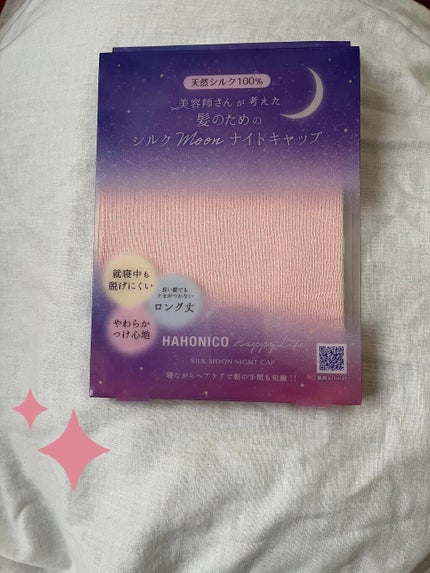 天然シルク100%
美容師さんが考えた
髪のための
シルク Moon ナイトキャップ
就寝中も
脱げにくい
長い髪でも
クセがつかない
ロング丈
やわらか
つけ心地
HAHONICO Happy Life
SILK MOON NIGHT CAP
寝ながらヘアケアで朝の手間も短縮!!